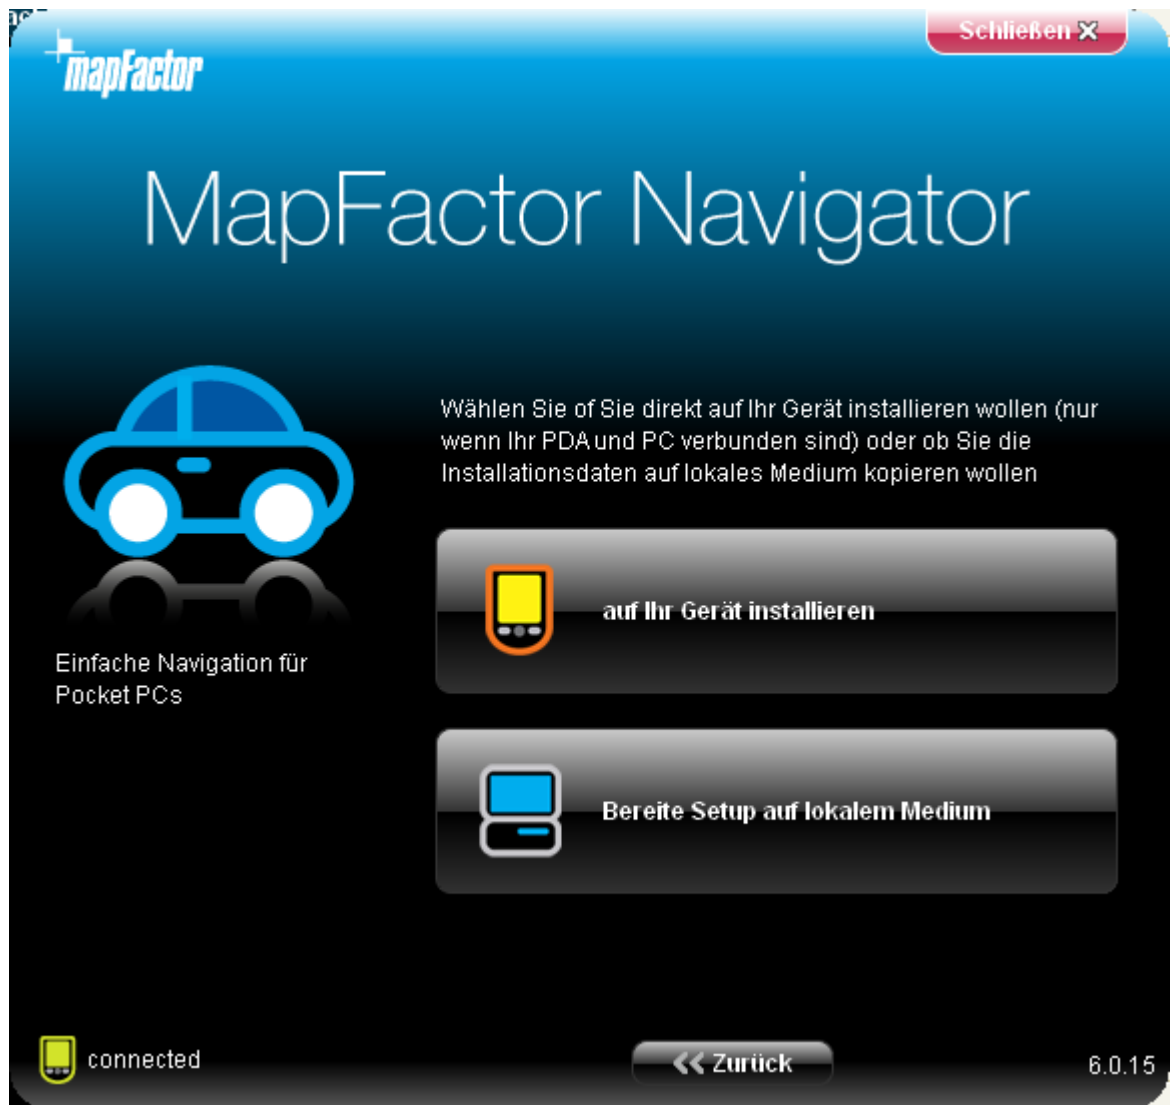 Schließen
mapFactor
MapFactor Navigator
Wählen Sie of Sie direkt auf Ihr Gerät installieren wollen (nur
wenn Ihr PDA und PC verbunden sind) oder ob Sie die
Installationsdaten auf lokales Medium kopieren wollen
auf Ihr Gerät installieren
Einfache Navigation für
Pocket PCs
Bereite Setup auf lokalem Medium
connected
Zurück
6.0.15